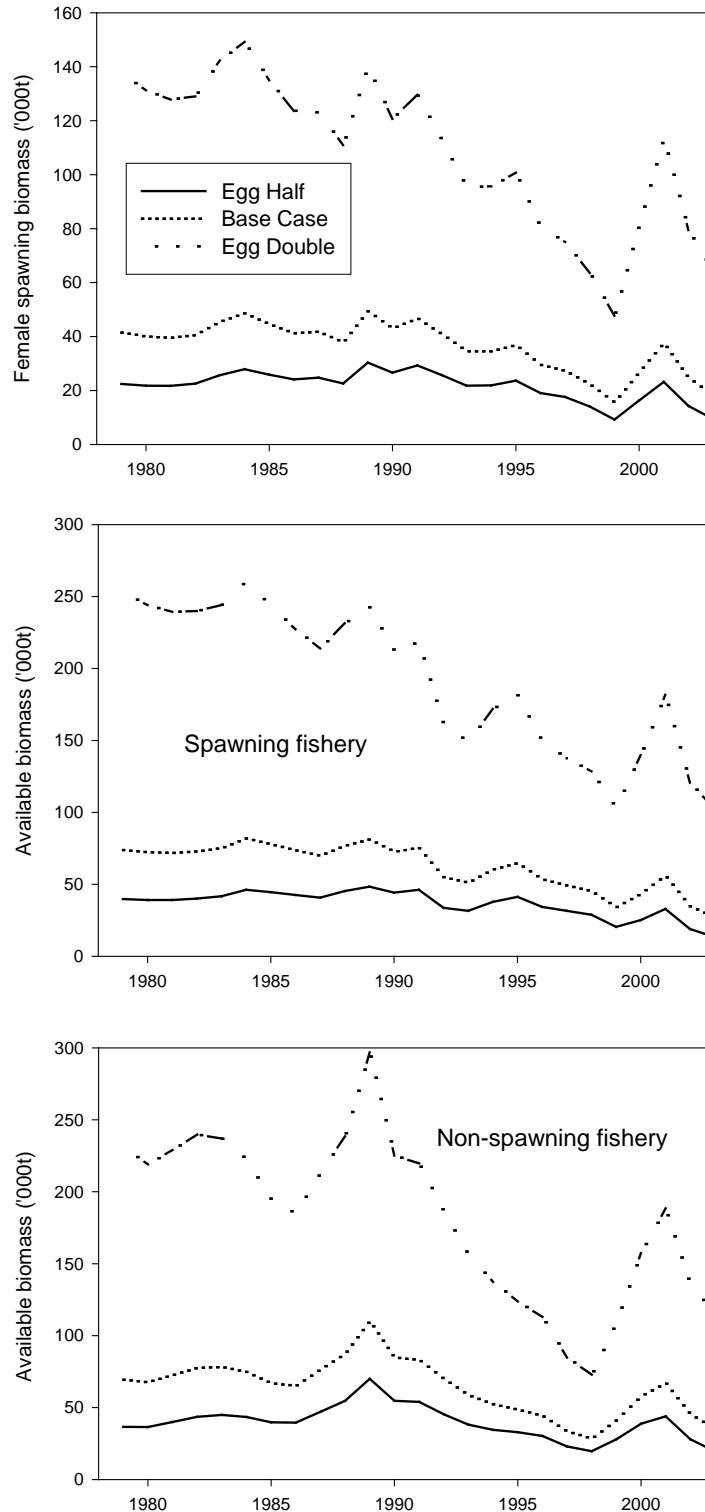 Female spawning biomass ('000t)
160
140
120
100
80
60
40
20
0
Egg Half
Base Case
Egg Double
1980 1985 1990 1995 2000
Available biomass ('000t)
300
250
200
150
100
50
0
Spawning fishery
1980 1985 1990 1995 2000
Available biomass ('000t)
300
250
200
150
100
50
0
Non-spawning fishery
1980 1985 1990 1995 2000